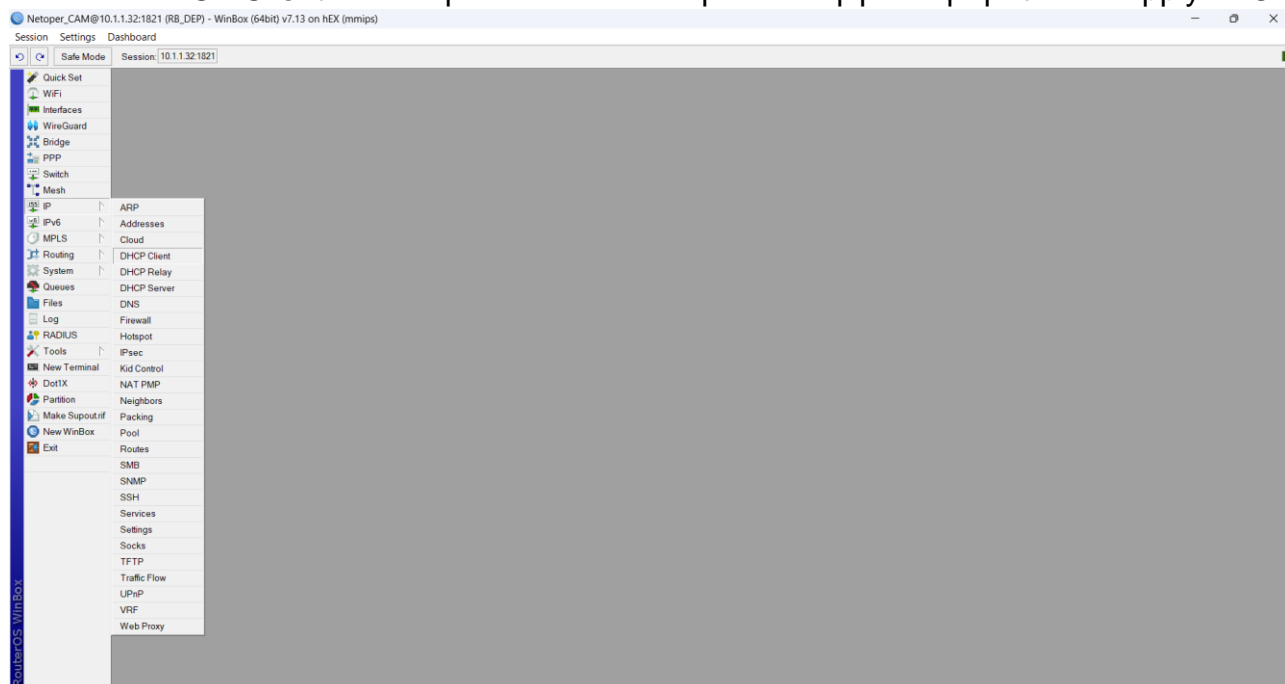 Netoper_CAM@10.1.1.32:1821 (RB_DEP) - WinBox (64bit) v7.13 on hEX (mmips)
Session Settings Dashboard
Safe Mode Session: 10.1.1.32:1821
Quick Set
WiFi
Interfaces
WireGuard
Bridge
PPP
Switch
Mesh
IP
IPv6
MPLS
Routing
System
Queues
Files
Log
RADIUS
Tools
New Terminal
Dot1X
Partition
Make Supout.rif
New WinBox
Exit
ARP
Addresses
Cloud
DHCP Client
DHCP Relay
DHCP Server
DNS
Firewall
Hotspot
IPsec
Kid Control
NAT PMP
Neighbors
Packing
Pool
Routes
SMB
SNMP
SSH
Services
Settings
Socks
TFTP
Traffic Flow
UPnP
VRF
Web Proxy
RouterOS WinBox